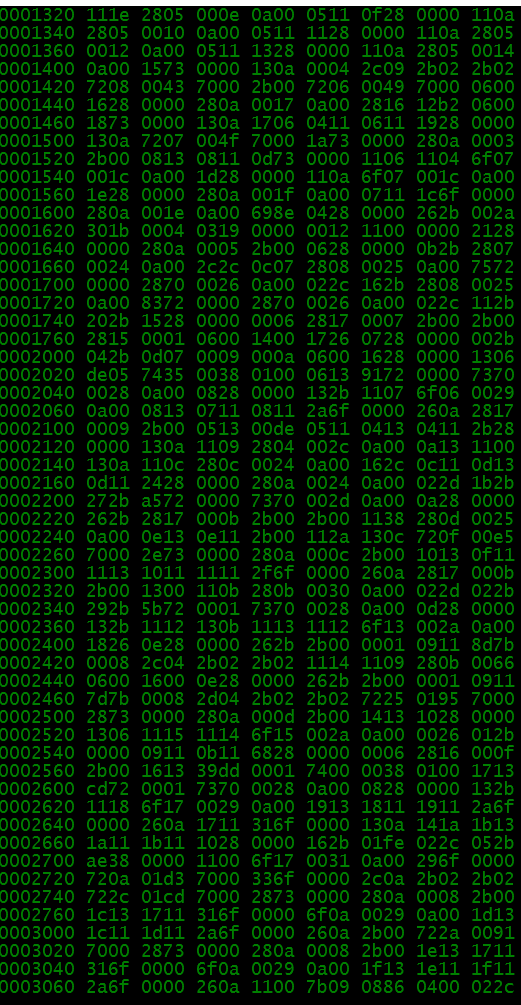 0001320 111e 2805 000e 0a00 0511 0f28 0000 110a
0001340 2805 0010 0a00 0511 1128 0000 110a 2805
0001360 0012 0a00 0511 1328 0000 110a 2805 0014
0001400 0a00 1573 0000 130a 0004 2c09 2b02 2b02
0001420 7208 0043 7000 2b00 7206 0049 7000 0600
0001440 1628 0000 280a 0017 0a00 2816 12b2 0600
0001460 1873 0000 130a 1706 0411 0611 1928 0000
0001500 130a 7207 004f 7000 1a73 0000 280a 0003
0001520 2b00 0813 0811 0d73 0000 1106 1104 6f07
0001540 001c 0a00 1d28 0000 110a 6f07 001c 0a00
0001560 1e28 0000 280a 001f 0a00 0711 1c6f 0000
0001600 280a 001e 0a00 698e 0428 0000 262b 002a
0001620 301b 0004 0319 0000 0012 1100 0000 2128
0001640 0000 280a 0005 2b00 0628 0000 0b2b 2807
0001660 0024 0a00 2c2c 0c07 2808 0025 0a00 7572
0001700 0000 2870 0026 0a00 022c 162b 2808 0025
0001720 0a00 8372 0000 2870 0026 0a00 022c 112b
0001740 202b 1528 0000 0006 2817 0007 2b00 2b00
0001760 2815 0001 0600 1400 1726 0728 0000 002b
0002000 042b 0d07 0009 000a 0600 1628 0000 1306
0002020 de05 7435 0038 0100 0613 9172 0000 7370
0002040 0028 0a00 0828 0000 132b 1107 6f06 0029
0002060 0a00 0813 0711 0811 2a6f 0000 260a 2817
0002100 0009 2b00 0513 00de 0511 0413 0411 2b28
0002120 0000 130a 1109 2804 002c 0a00 0a13 1100
0002140 130a 110c 280c 0024 0a00 162c 0c11 0d13
0002160 0d11 2428 0000 280a 0024 0a00 022d 1b2b
0002200 272b a572 0000 7370 002d 0a00 0a28 0000
0002220 262b 2817 000b 2b00 2b00 1138 280d 0025
0002240 0a00 0e13 0e11 2b00 112a 130c 720f 00e5
0002260 7000 2e73 0000 280a 000c 2b00 1013 0f11
0002300 1113 1011 1111 2f6f 0000 260a 2817 000b
0002320 2b00 1300 110b 280b 0030 0a00 022d 022b
0002340 292b 5b72 0001 7370 0028 0a00 0d28 0000
0002360 132b 1112 130b 1113 1112 6f13 002a 0a00
0002400 1826 0e28 0000 262b 2b00 0001 0911 8d7b
0002420 0008 2c04 2b02 2b02 1114 1109 280b 0066
0002440 0600 1600 0e28 0000 262b 2b00 0001 0911
0002460 7d7b 0008 2d04 2b02 2b02 7225 0195 7000
0002500 2873 0000 280a 000d 2b00 1413 1028 0000
0002520 1306 1115 1114 6f15 002a 0a00 0026 012b
0002540 0000 0911 0b11 6828 0000 0006 2816 000f
0002560 2b00 1613 39dd 0001 7400 0038 0100 1713
0002600 cd72 0001 7370 0028 0a00 0828 0000 132b
0002620 1118 6f17 0029 0a00 1913 1811 1911 2a6f
0002640 0000 260a 1711 316f 0000 130a 141a 1b13
0002660 1a11 1b11 1028 0000 162b 01fe 022c 052b
0002700 ae38 0000 1100 6f17 0031 0a00 296f 0000
0002720 720a 01d3 7000 336f 0000 2c0a 2b02 2b02
0002740 722c 01cd 7000 2873 0000 280a 0008 2b00
0002760 1c13 1711 316f 0000 6f0a 0029 0a00 1d13
0003000 1c11 1d11 2a6f 0000 260a 2b00 722a 0091
0003020 7000 2873 0000 280a 0008 2b00 1e13 1711
0003040 316f 0000 6f0a 0029 0a00 1f13 1e11 1f11
0003060 2a6f 0000 260a 1100 7b09 0886 0400 022c